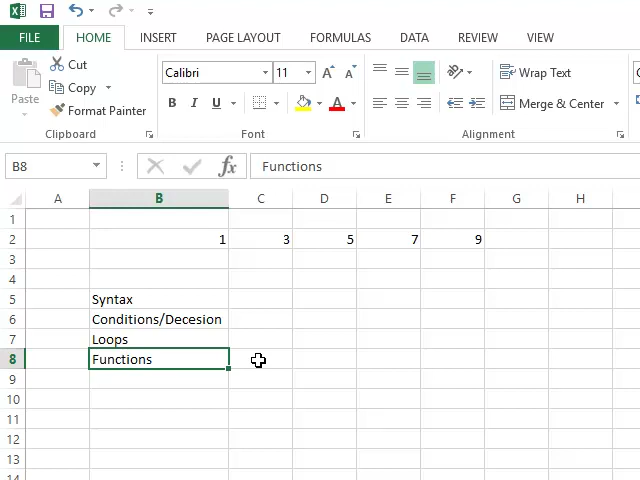 FILE HOME INSERT PAGE LAYOUT FORMULAS DATA REVIEW VIEW
Paste
Cut
Copy
Format Painter
Calibri 11 A A
B I U A
Wrap Text
Merge & Center
Clipboard Font Alignment
B8 fx Functions
A B C D E F G H
1
2 1 3 5 7 9
3
4
5 Syntax
6 Conditions/Decesion
7 Loops
8 Functions
9
10
11
12
13
14